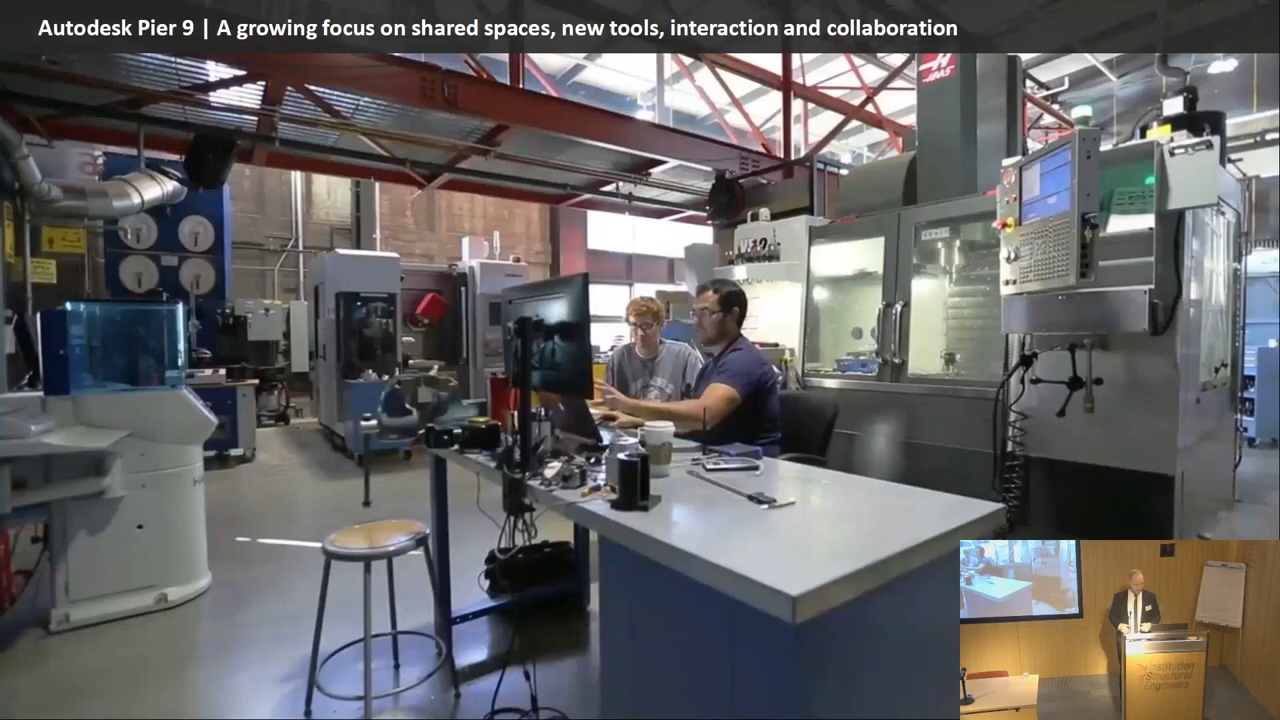 Autodesk Pier 9 | A growing focus on shared spaces, new tools, interaction and collaboration
HAAS
The Institution
of Structural
Engineers